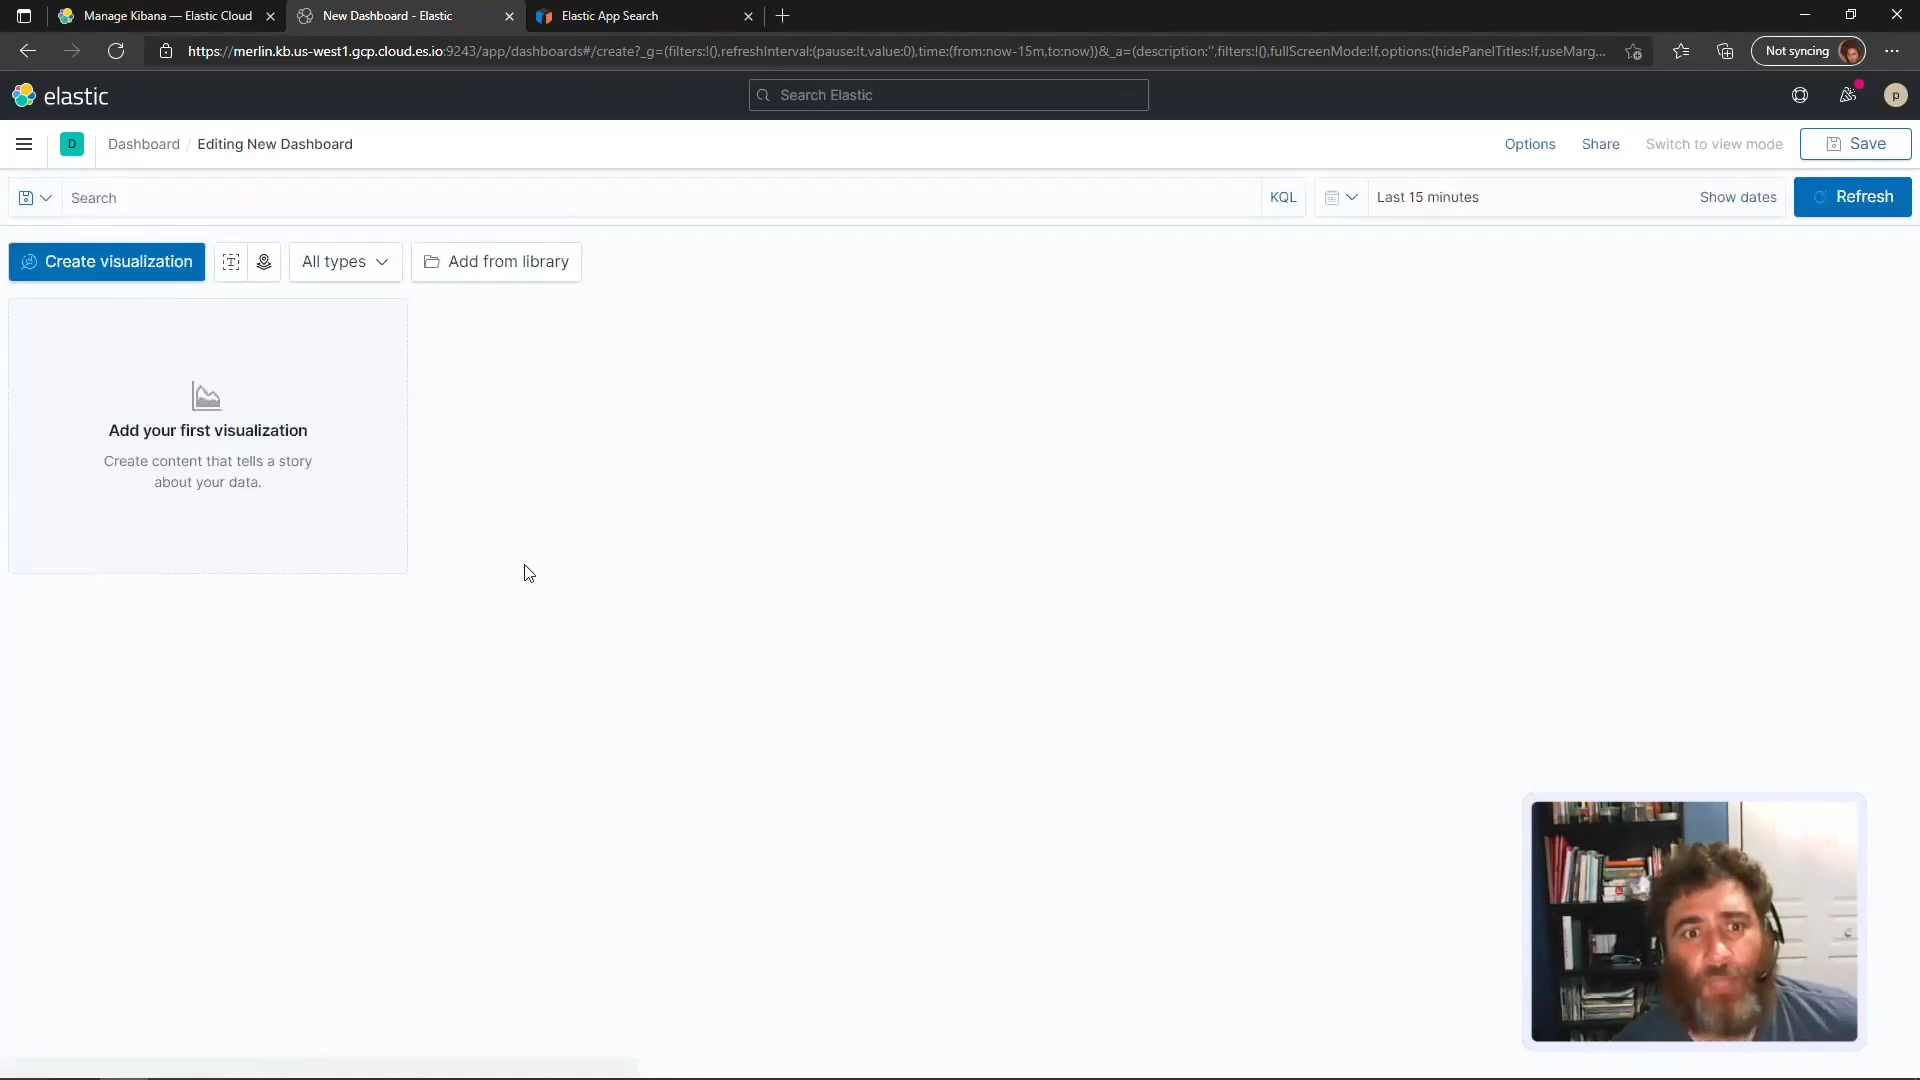 Manage Kibana — Elastic Cloud
New Dashboard - Elastic
Elastic App Search
https://merlin.kb.us-west1.gcp.cloud.es.io:9243/app/dashboards#/create?_g=(filters:!(),refreshInterval:(pause:!t,value:0),time:(from:now-15m,to:now))&_a=(description:'',filters:!(),fullScreenMode:!f,options:(hidePanelTitles:!f,useMarg...
Not syncing
elastic
Search Elastic
p
D
Dashboard / Editing New Dashboard
Options
Share
Switch to view mode
Save
Search
KQL
Last 15 minutes
Show dates
Refresh
Create visualization
All types
Add from library
Add your first visualization
Create content that tells a story
about your data.